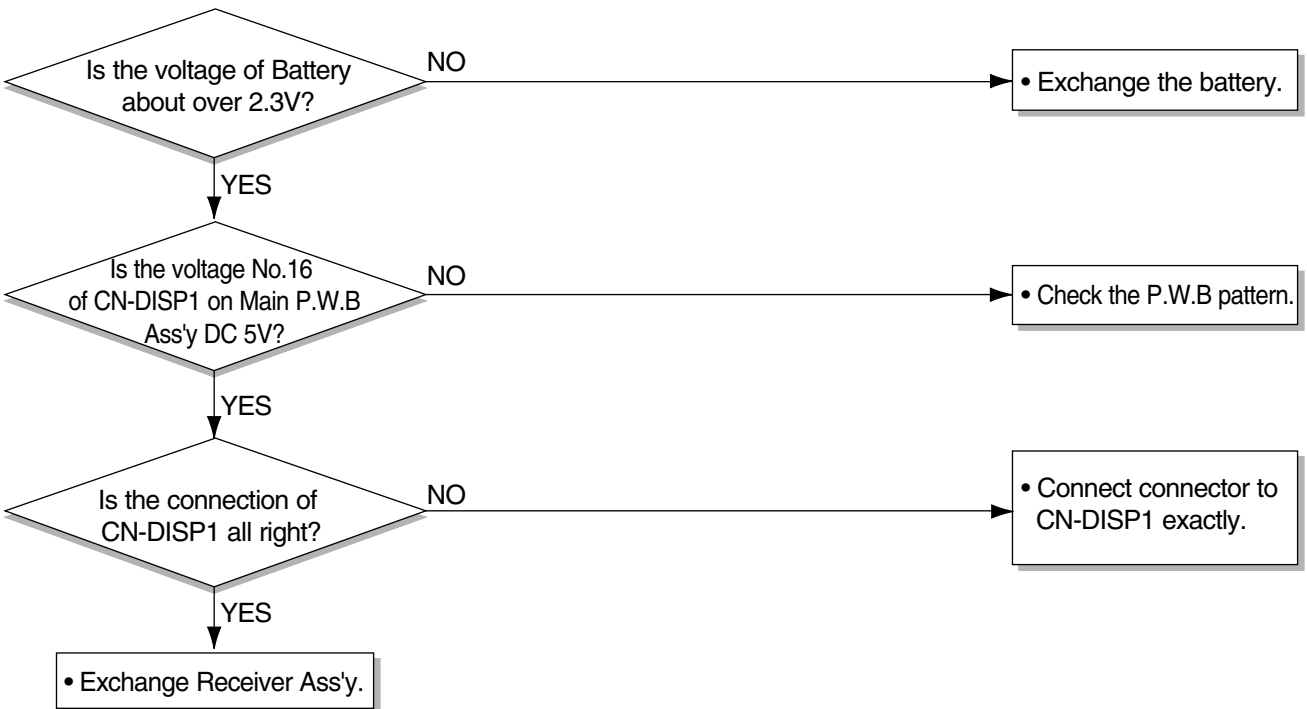 Is the voltage of Battery
about over 2.3V?
NO
• Exchange the battery.
YES
Is the voltage No.16
of CN-DISP1 on Main P.W.B
Ass'y DC 5V?
NO
• Check the P.W.B pattern.
YES
Is the connection of
CN-DISP1 all right?
NO
• Connect connector to
CN-DISP1 exactly.
YES
• Exchange Receiver Ass'y.